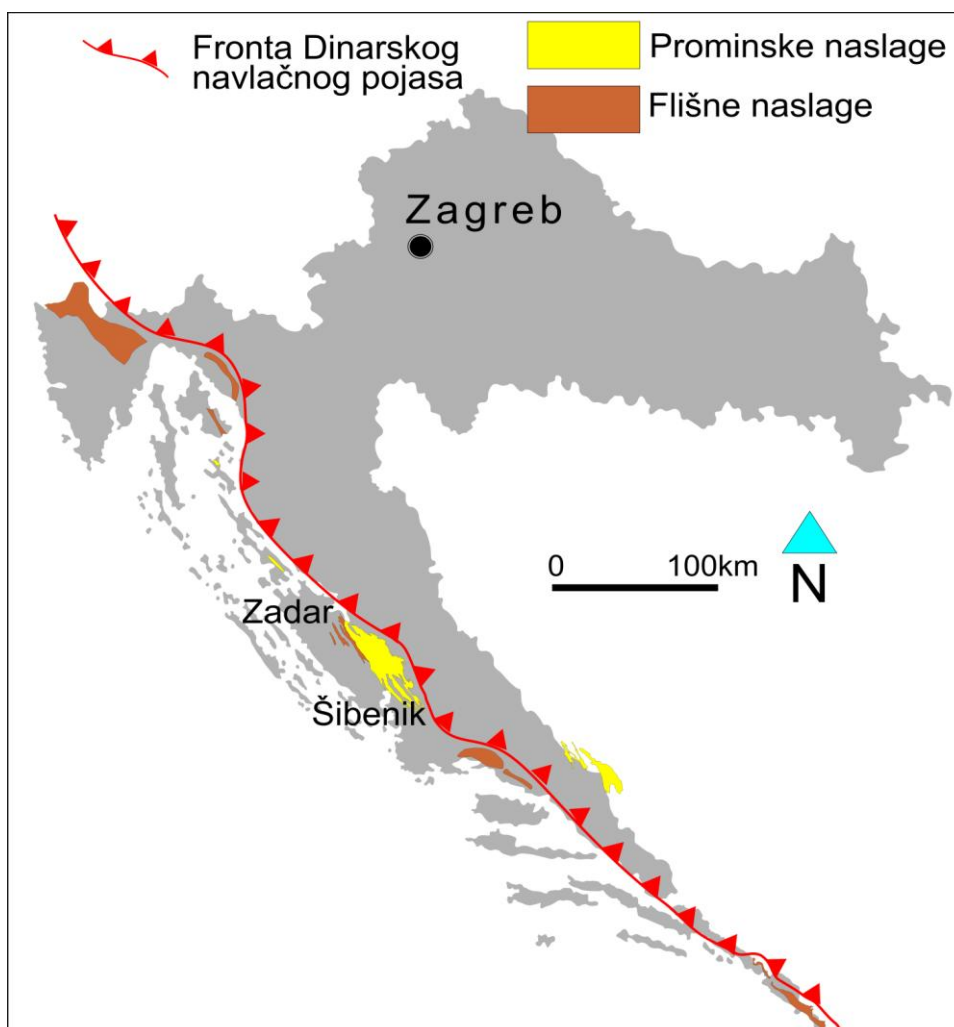 Fronta Dinarskog
navlačnog pojasa
Prominske naslage
Flišne naslage
Zagreb
0 100km
N
Zadar
Šibenik